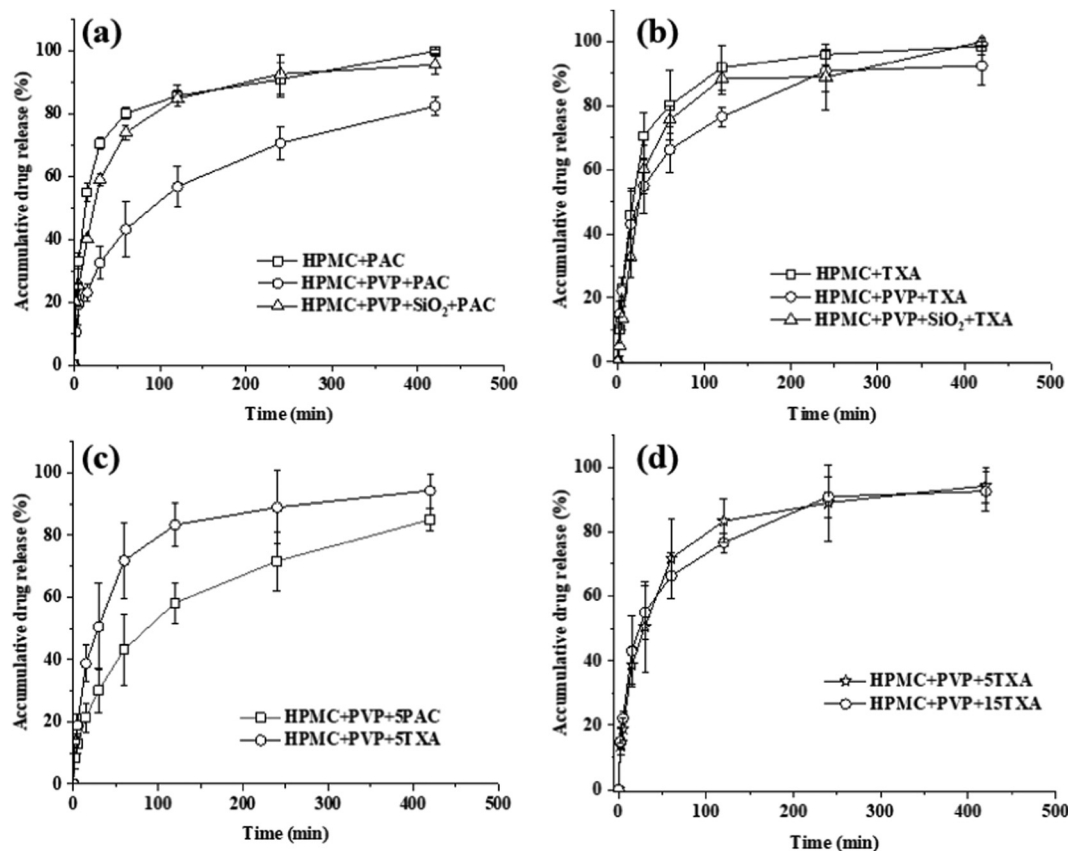 (a)
Accumulative drug release (%)
100
80
60
40
20
0
HPMC+PAC
HPMC+PVP+PAC
HPMC+PVP+SiO₂+PAC
0 100 200 300 400 500
Time (min)
(b)
Accumulative drug release (%)
100
80
60
40
20
0
HPMC+TXA
HPMC+PVP+TXA
HPMC+PVP+SiO₂+TXA
0 100 200 300 400 500
Time (min)
(c)
Accumulative drug release (%)
100
80
60
40
20
0
HPMC+PVP+5PAC
HPMC+PVP+5TXA
0 100 200 300 400 500
Time (min)
(d)
Accumulative drug release (%)
100
80
60
40
20
0
HPMC+PVP+5TXA
HPMC+PVP+15TXA
0 100 200 300 400 500
Time (min)